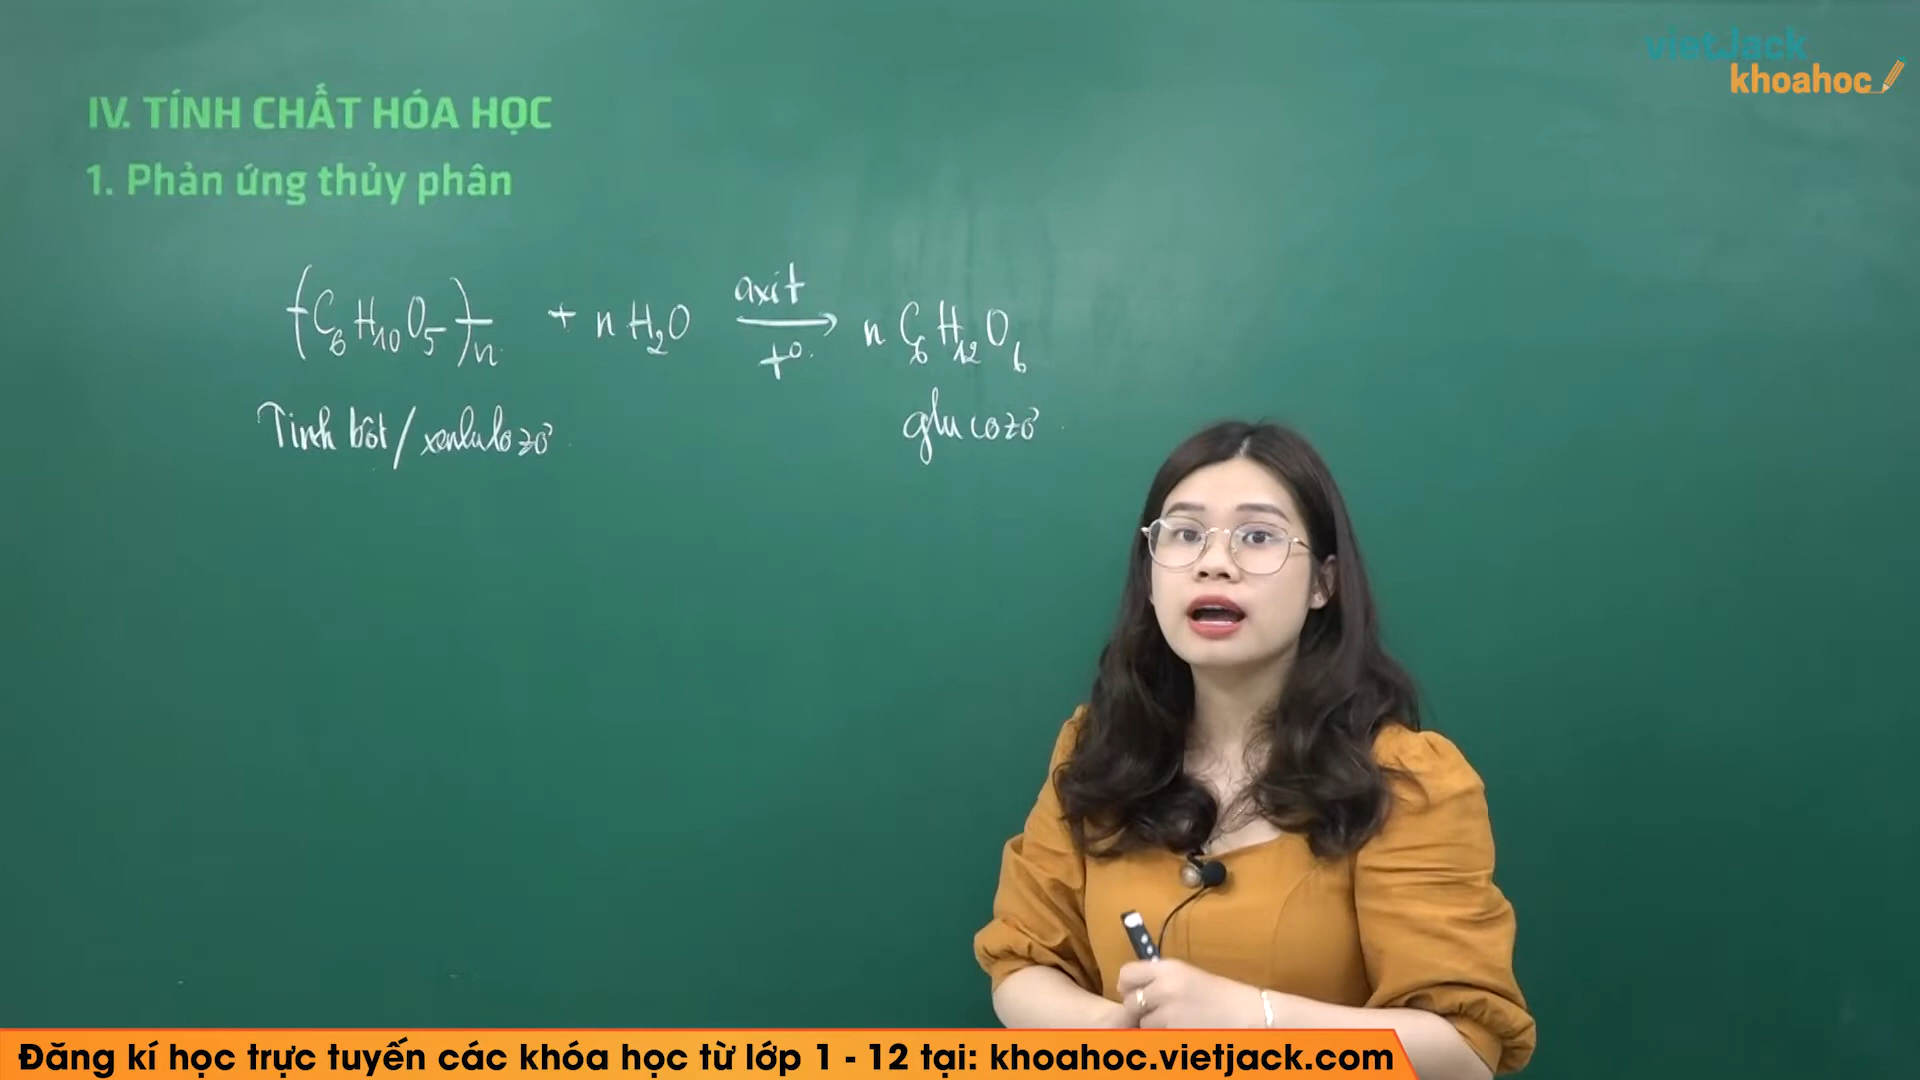 vietJack
khoahoc
IV. TÍNH CHẤT HÓA HỌC
1. Phản ứng thủy phân
(C6H10O5)n + nH2O axit → t° nC6H12O6
Tinh bột/xenlulozơ glucozơ
Đăng kí học trực tuyến các khóa học từ lớp 1 - 12 tại: khoahoc.vietjack.com